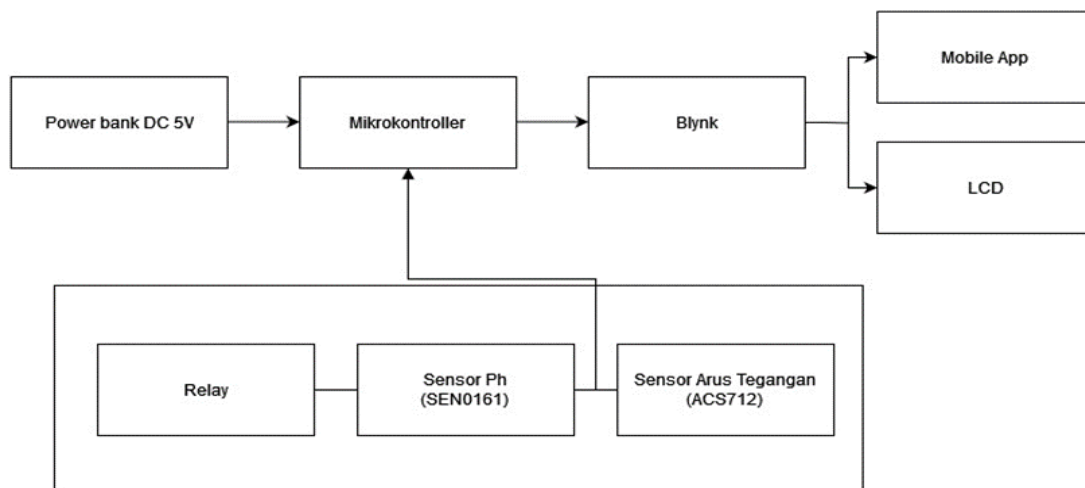 Mobile App
Power bank DC 5V
Mikrokontroller
Blynk
LCD
Relay
Sensor Ph
(SEN0161)
Sensor Arus Tegangan
(ACS712)